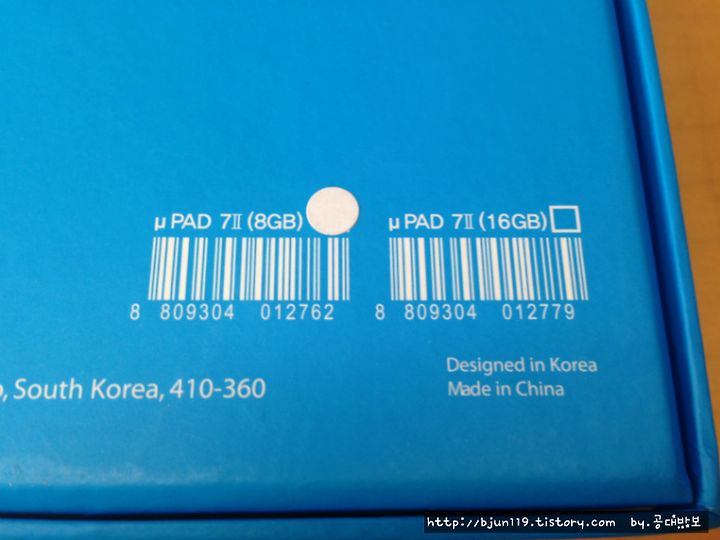 μ PAD 7Ⅱ (8GB)
μ PAD 7Ⅱ (16GB)
8 809304 012762
8 809304 012779
Designed in Korea
Made in China
, South Korea, 410-360
http://bjun119.tistory.com by.공대밥보